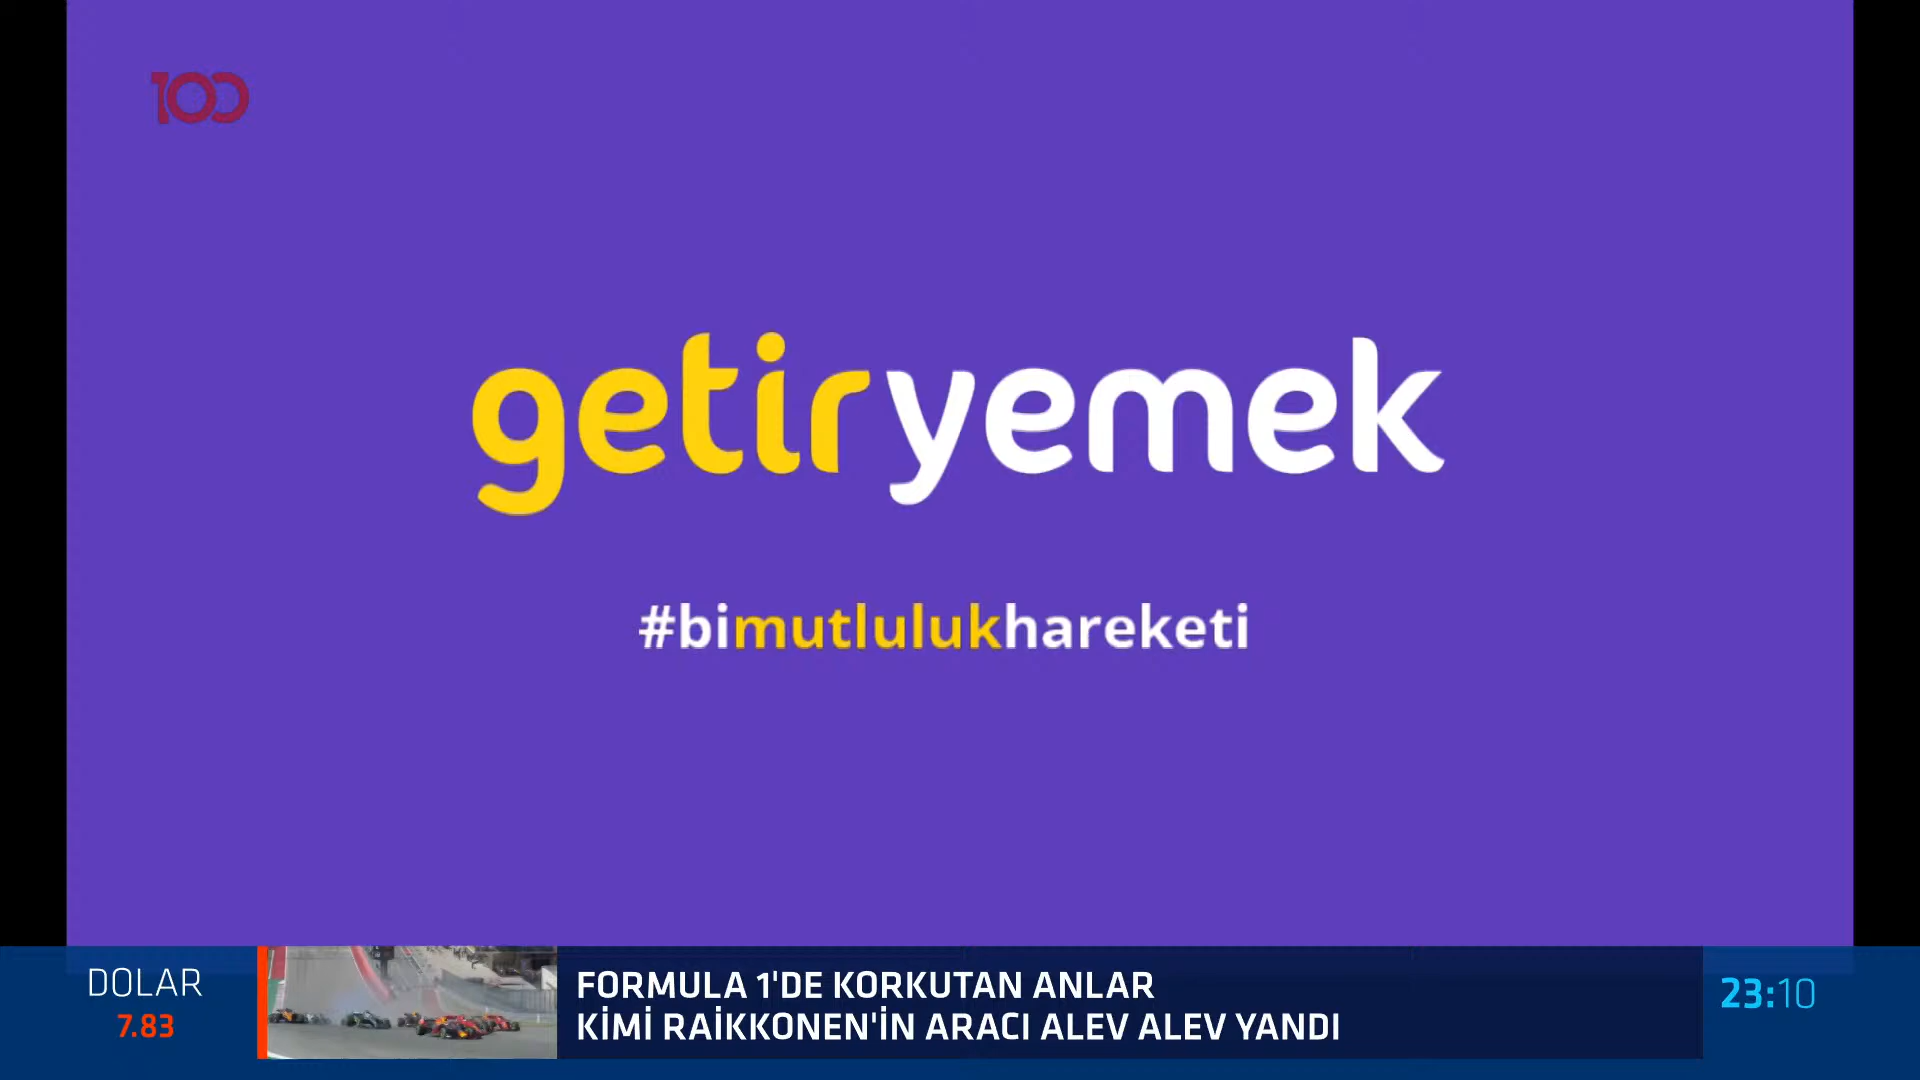 100
getiryemek
#bimutlulukhareketi
DOLAR
7.83
FORMULA 1'DE KORKUTAN ANLAR
KİMİ RAİKKONEN'İN ARACI ALEV ALEV YANDI
23:10